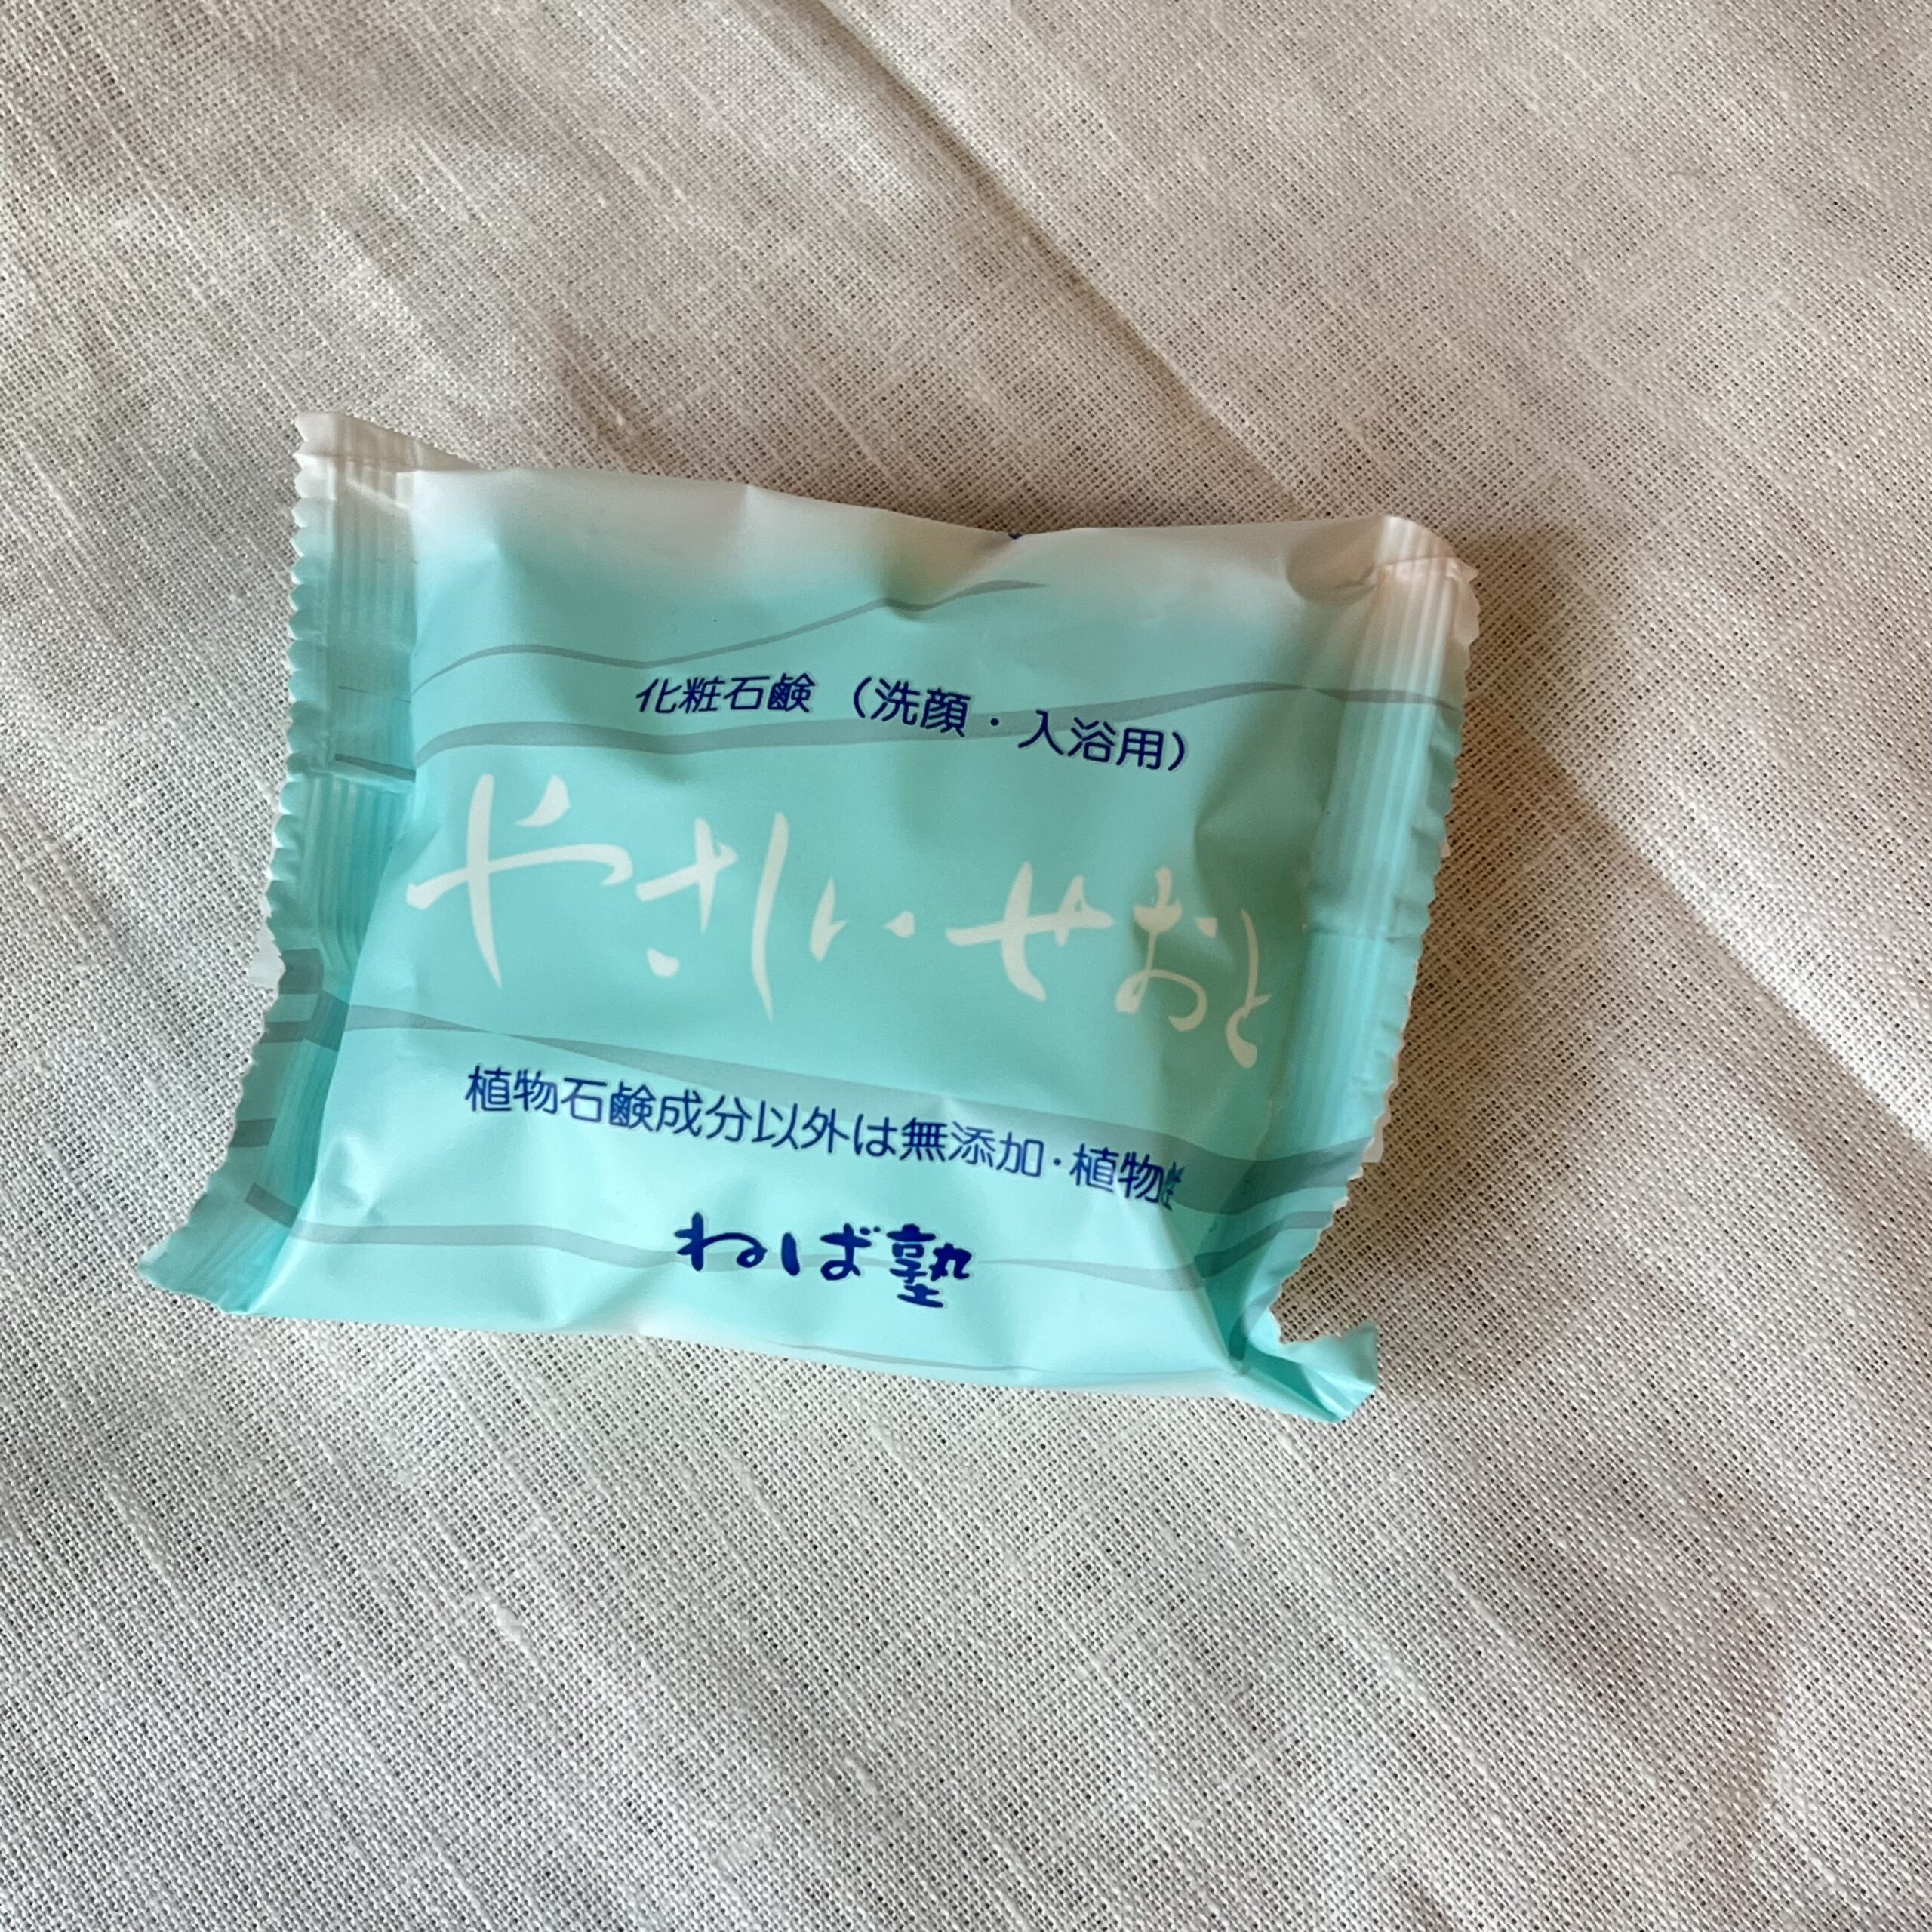 化粧石鹸 (洗顔・入浴用)
やさしいせおと
植物石鹸成分以外は無添加・植物性
ねば塾